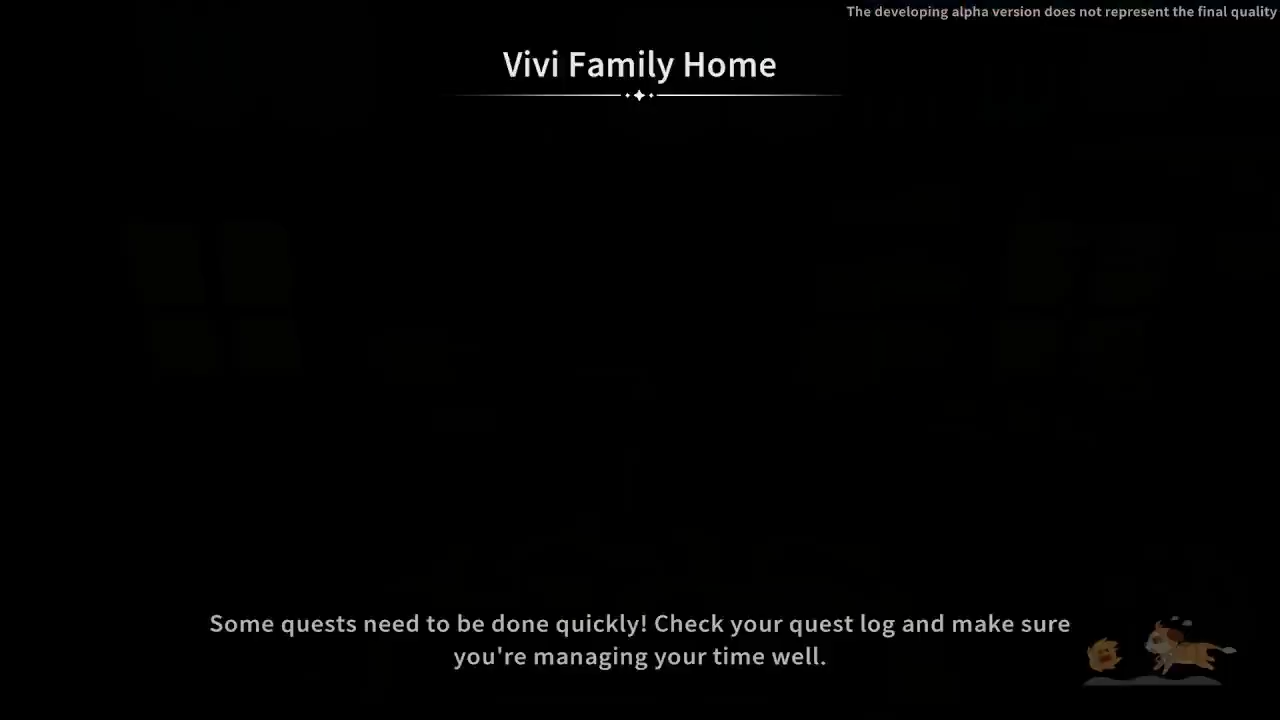 The developing alpha version does not represent the final quality
Vivi Family Home
Some quests need to be done quickly! Check your quest log and make sure
you're managing your time well.